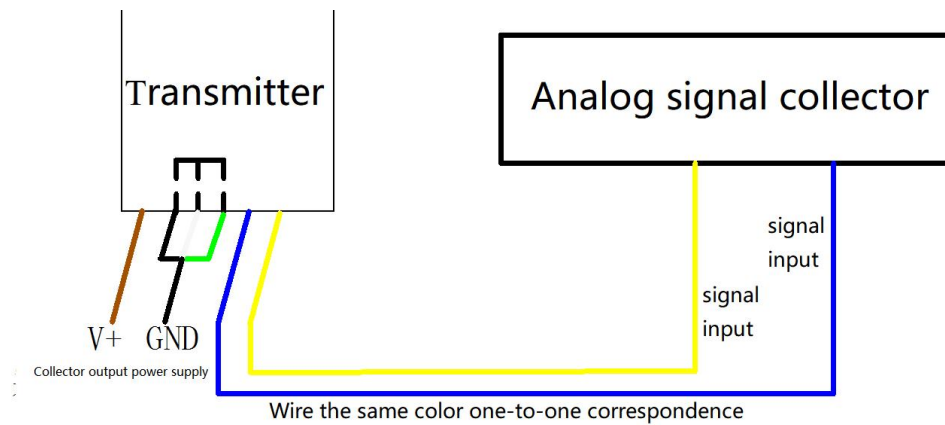 Transmitter
Analog signal collector
signal
input
signal
input
V+ GND
Collector output power supply
Wire the same color one-to-one correspondence